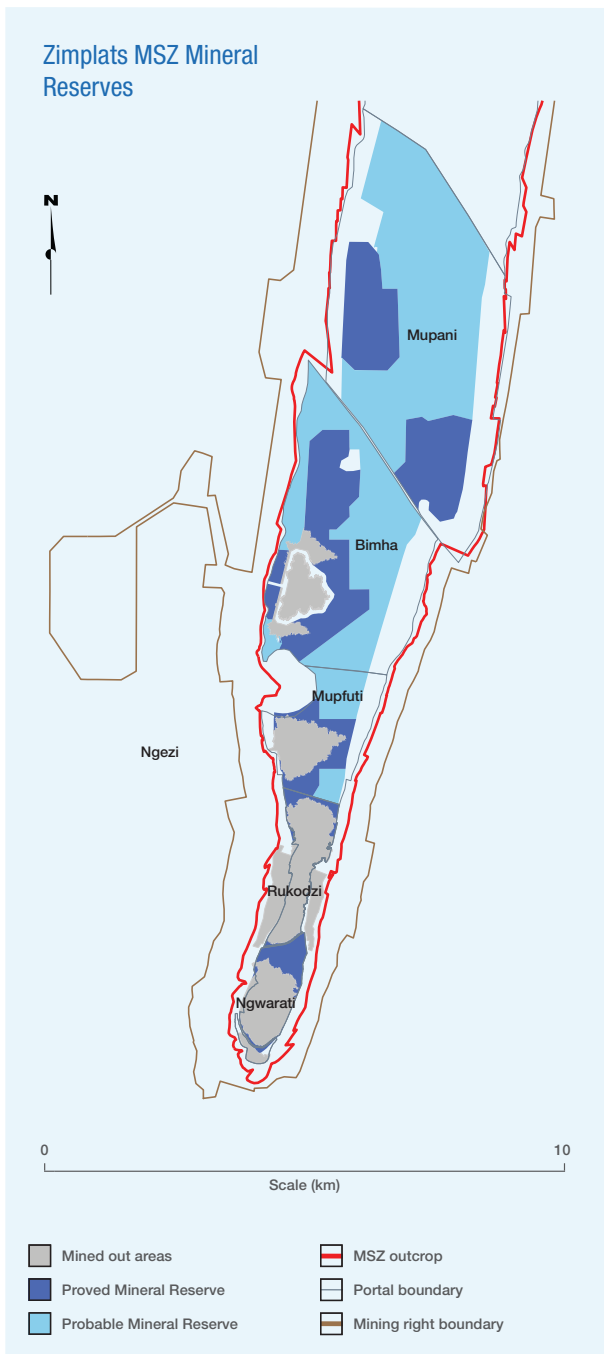 Zimplats MSZ Mineral
Reserves
N
Mupani
Bimha
Mupfuti
Ngezi
Rukodzi
Ngwarati
0 10
Scale (km)
Mined out areas
Proved Mineral Reserve
Probable Mineral Reserve
MSZ outcrop
Portal boundary
Mining right boundary